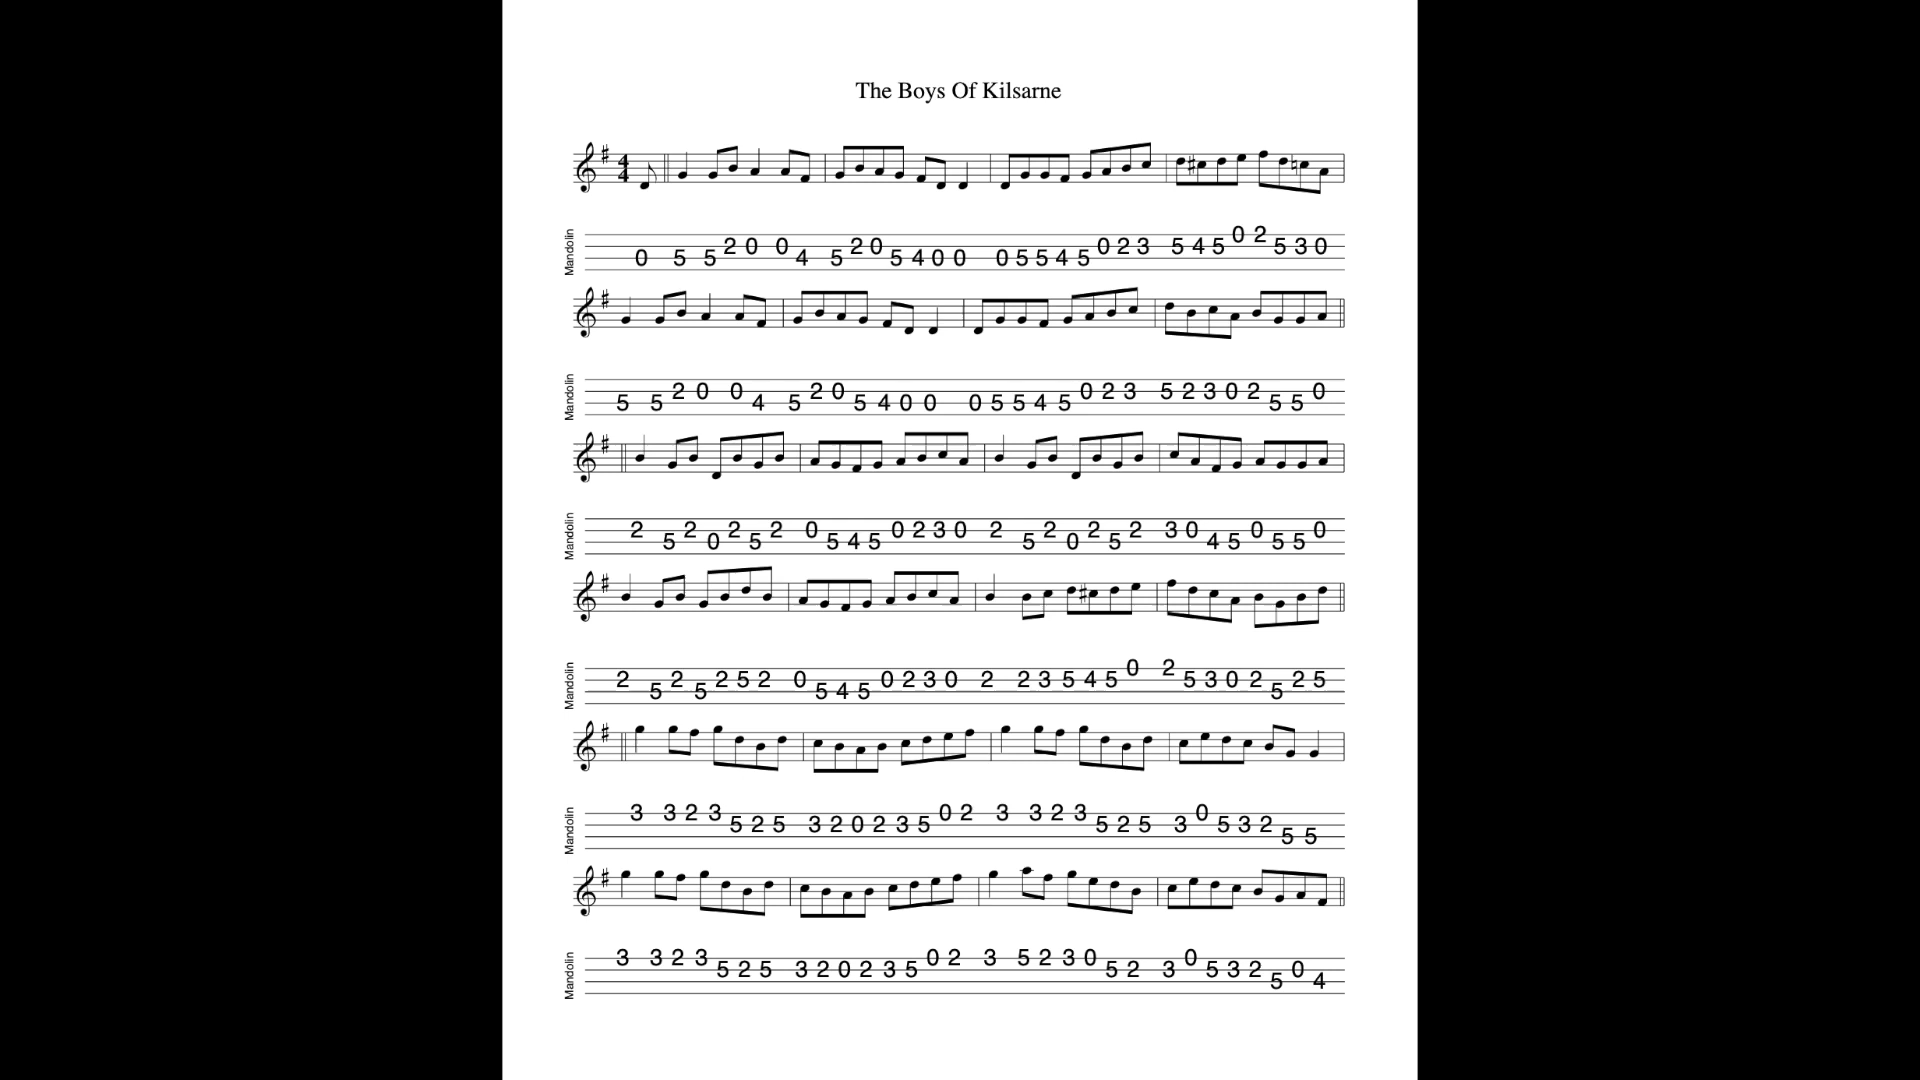 The Boys Of Kilsarne
4
4
Mandolin
0 5 5 2 0 0 4 5 2 0 5 4 0 0 0 5 5 4 5 0 2 3 5 4 5 0 2 5 3 0
Mandolin
5 5 2 0 0 4 5 2 0 5 4 0 0 0 5 5 4 5 0 2 3 5 2 3 0 2 5 5 0
Mandolin
2 5 2 0 2 5 2 0 5 4 5 0 2 3 0 2 5 2 0 2 5 2 3 0 4 5 0 5 5 0
Mandolin
2 5 2 5 2 5 2 0 5 4 5 0 2 3 0 2 2 3 5 4 5 0 2 5 3 0 2 5 2 5
Mandolin
3 3 2 3 5 2 5 3 2 0 2 3 5 0 2 3 3 2 3 5 2 5 3 0 5 3 2 5 5
Mandolin
3 3 2 3 5 2 5 3 2 0 2 3 5 0 2 3 5 2 3 0 5 2 3 0 5 3 2 5 0 4